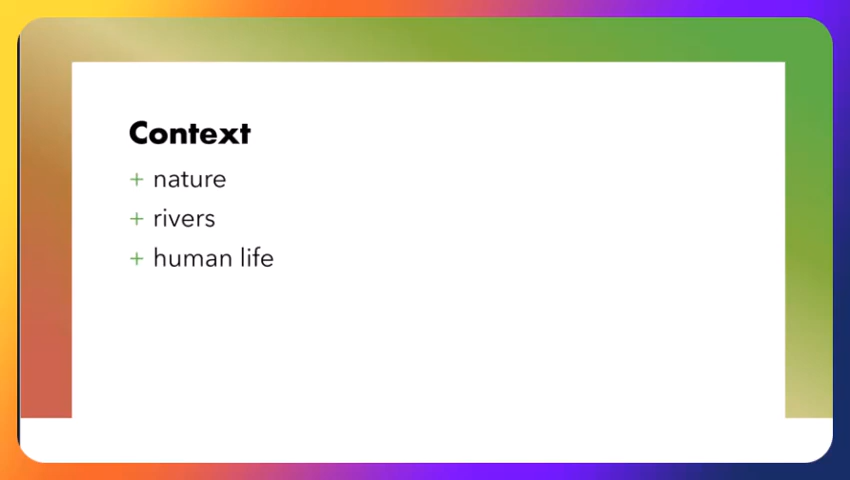 Context
+ nature
+ rivers
+ human life